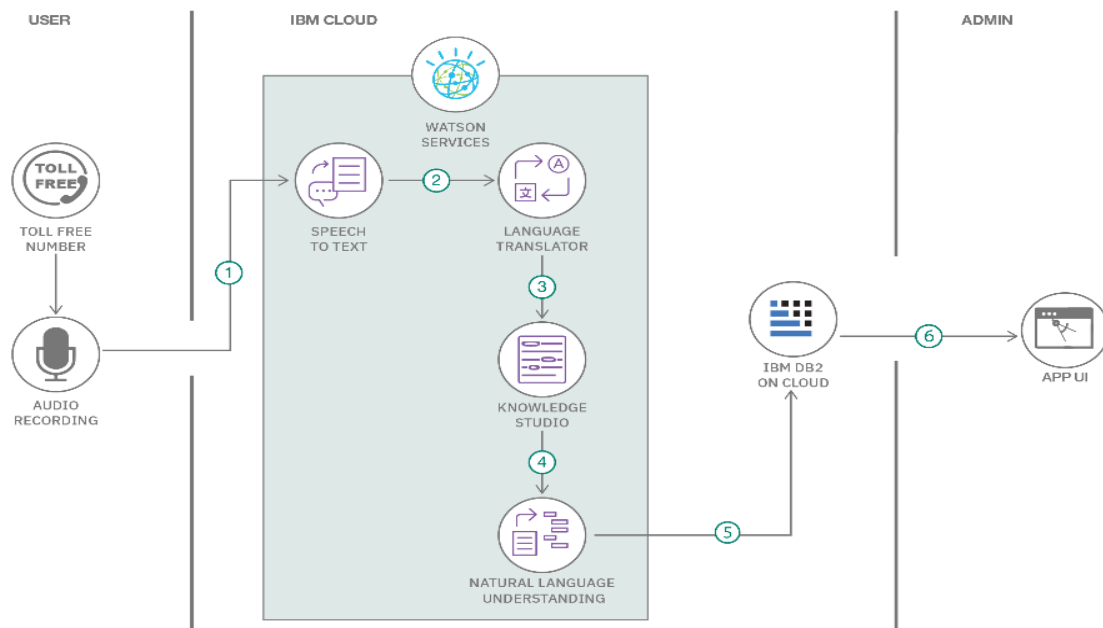 USER
IBM CLOUD
ADMIN
WATSON
SERVICES
TOLL
FREE
TOLL FREE
NUMBER
AUDIO
RECORDING
1
SPEECH
TO TEXT
2
A
文
LANGUAGE
TRANSLATOR
3
KNOWLEDGE
STUDIO
4
NATURAL LANGUAGE
UNDERSTANDING
5
IBM DB2
ON CLOUD
6
APP UI